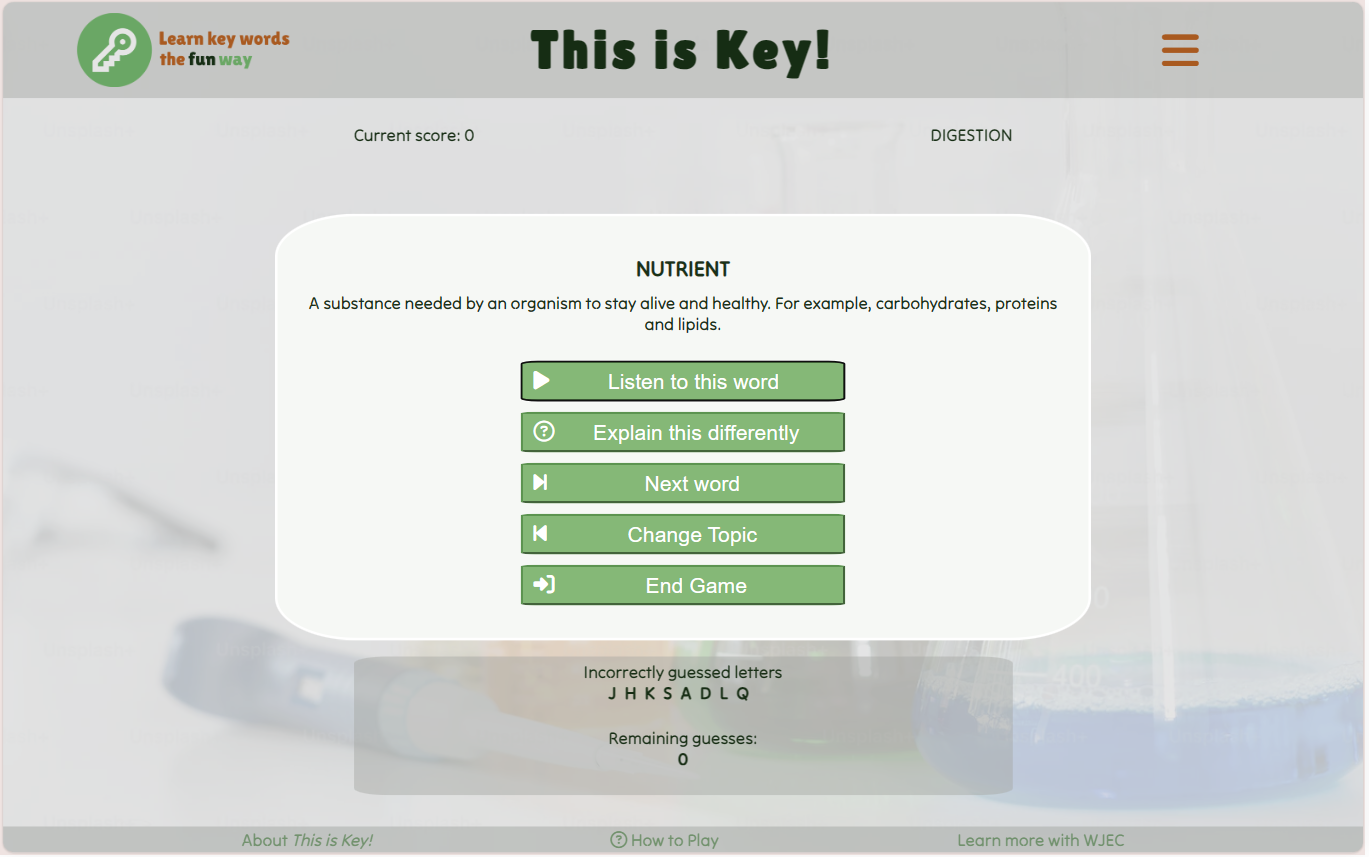 Learn key words
the fun way
This is Key!
Current score: 0
DIGESTION
NUTRIENT
A substance needed by an organism to stay alive and healthy. For example, carbohydrates, proteins
and lipids.
Listen to this word
Explain this differently
Next word
Change Topic
End Game
Incorrectly guessed letters
J H K S A D L Q
Remaining guesses:
0
400
About This is Key!
How to Play
Learn more with WJEC